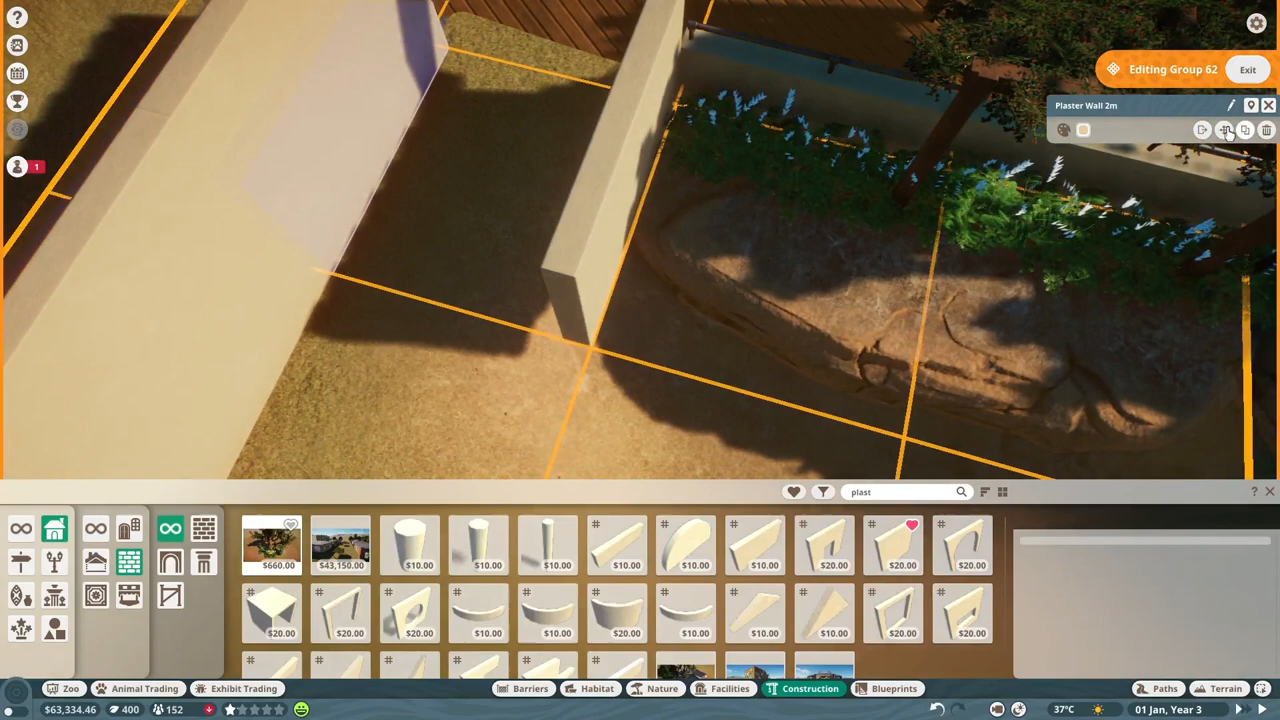 Editing Group 62
Exit
Plaster Wall 2m
1
plast
$660.00
$43,150.00
$10.00
$10.00
$10.00
$10.00
$10.00
$10.00
$20.00
$20.00
$20.00
$20.00
$20.00
$20.00
$10.00
$10.00
$20.00
$10.00
$10.00
$10.00
$20.00
$20.00
Zoo
Animal Trading
Exhibit Trading
Barriers
Habitat
Nature
Facilities
Construction
Blueprints
Paths
Terrain
$63,334.46
400
152
37°C
01 Jan, Year 3